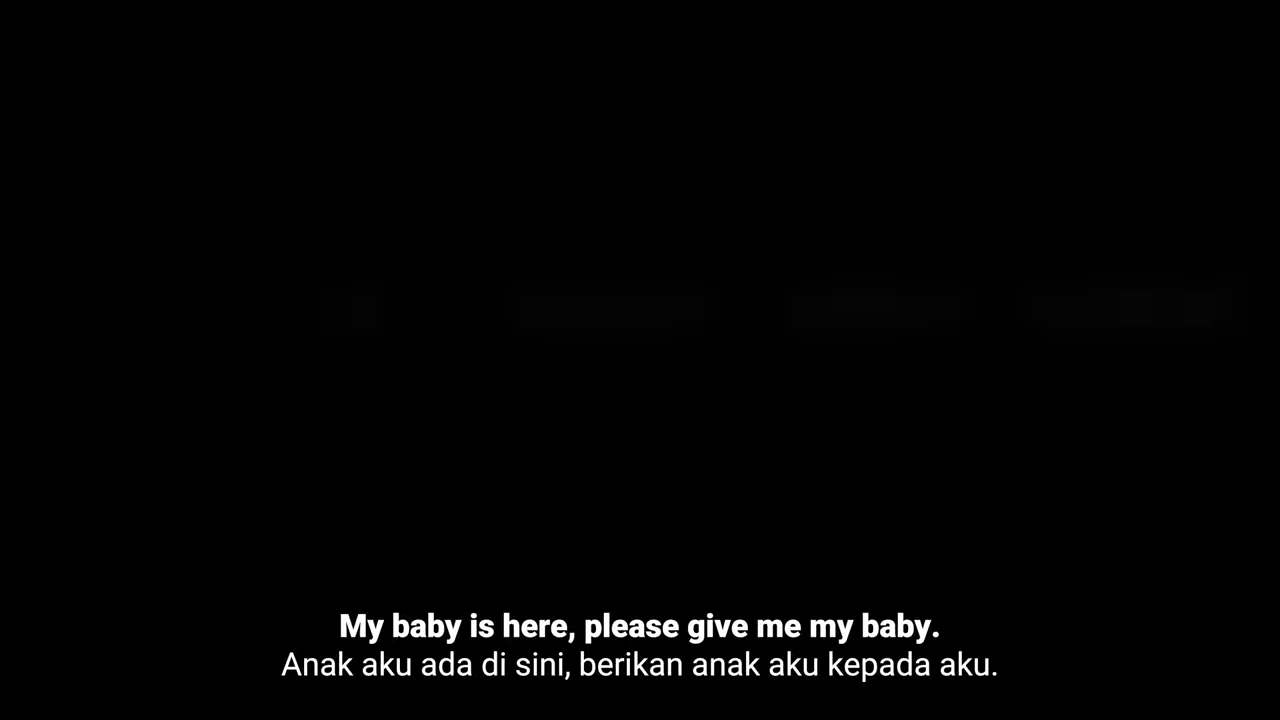 My baby is here, please give me my baby.
Anak aku ada di sini, berikan anak aku kepada aku.